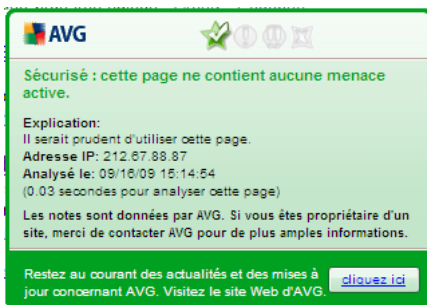 AVG
Sécurisé : cette page ne contient aucune menace
active.
Explication:
Il serait prudent d'utiliser cette page.
Adresse IP: 212.67.88.87
Analysé le: 09/16/09 15:14:54
(0.03 secondes pour analyser cette page)
Les notes sont données par AVG. Si vous êtes propriétaire d'un
site, merci de contacter AVG pour de plus amples informations.
Restez au courant des actualités et des mises à
jour concernant AVG. Visitez le site Web d'AVG.
cliquez ici